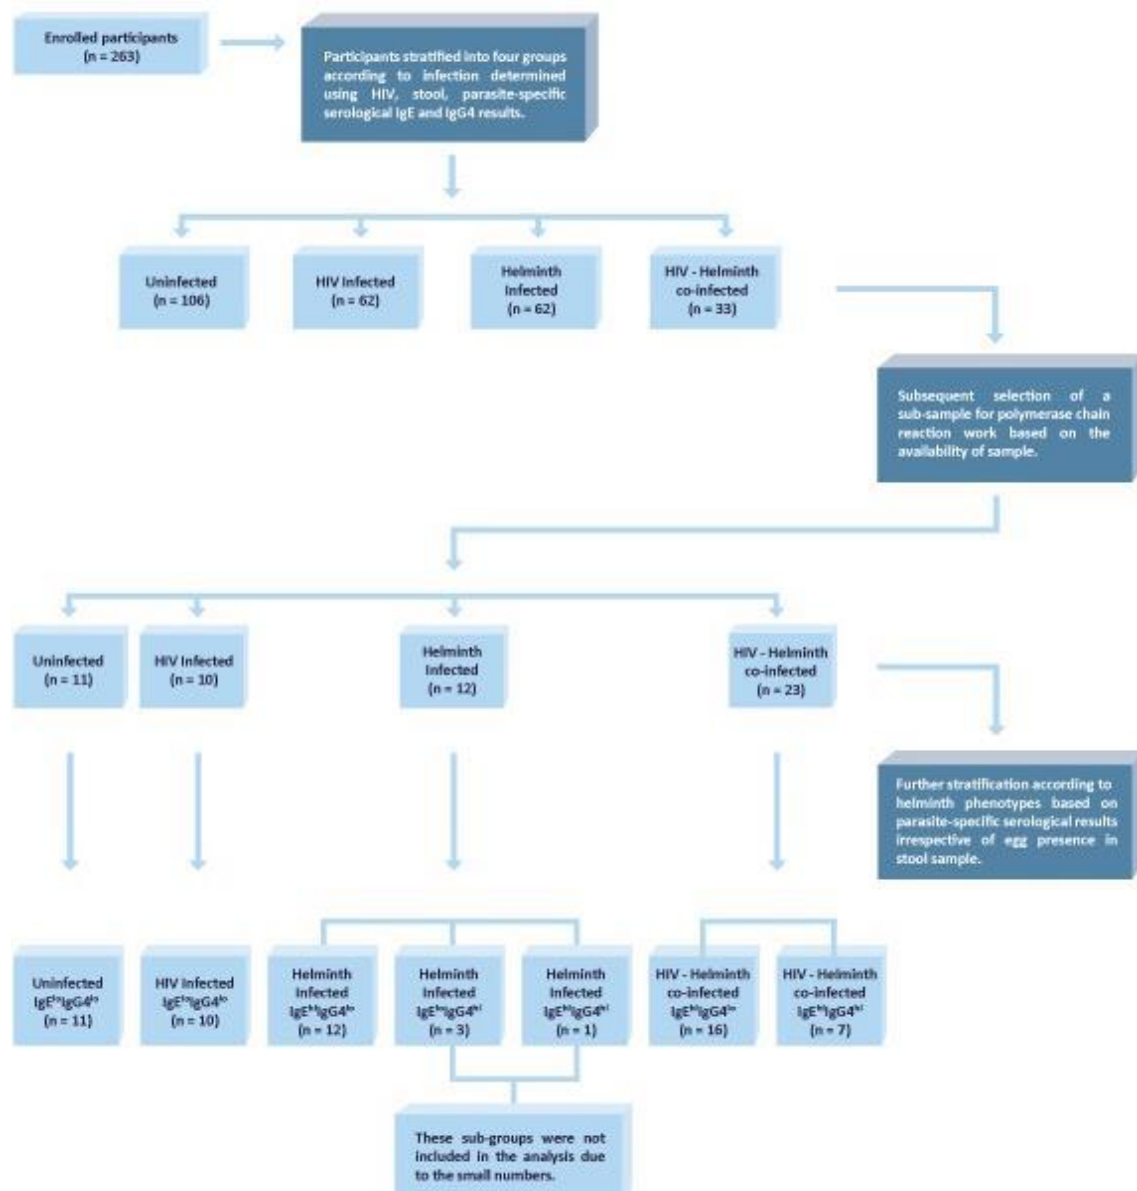 Enrolled participants
(n = 263)
Participants stratified into four groups
according to infection determined
using HIV, stool, parasite-specific
serological IgE and IgG4 results.
Uninfected
(n = 106)
HIV Infected
(n = 62)
Helminth
Infected
(n = 62)
HIV - Helminth
co-infected
(n = 33)
Subsequent selection of a
sub-sample for polymerase chain
reaction work based on the
availability of sample.
Uninfected
(n = 11)
HIV Infected
(n = 10)
Helminth
Infected
(n = 12)
HIV - Helminth
co-infected
(n = 23)
Further stratification according to
helminth phenotypes based on
parasite-specific serological results
irrespective of egg presence in
stool sample.
Uninfected
IgEloIgG4lo
(n = 11)
HIV Infected
IgEloIgG4lo
(n = 10)
Helminth
Infected
IgEhiIgG4lo
(n = 12)
Helminth
Infected
(n = 3)
Helminth
Infected
(n = 1)
HIV - Helminth
co-infected
IgEhiIgG4lo
(n = 16)
HIV - Helminth
co-infected
(n = 7)
These sub-groups were not
included in the analysis due
to the small numbers.